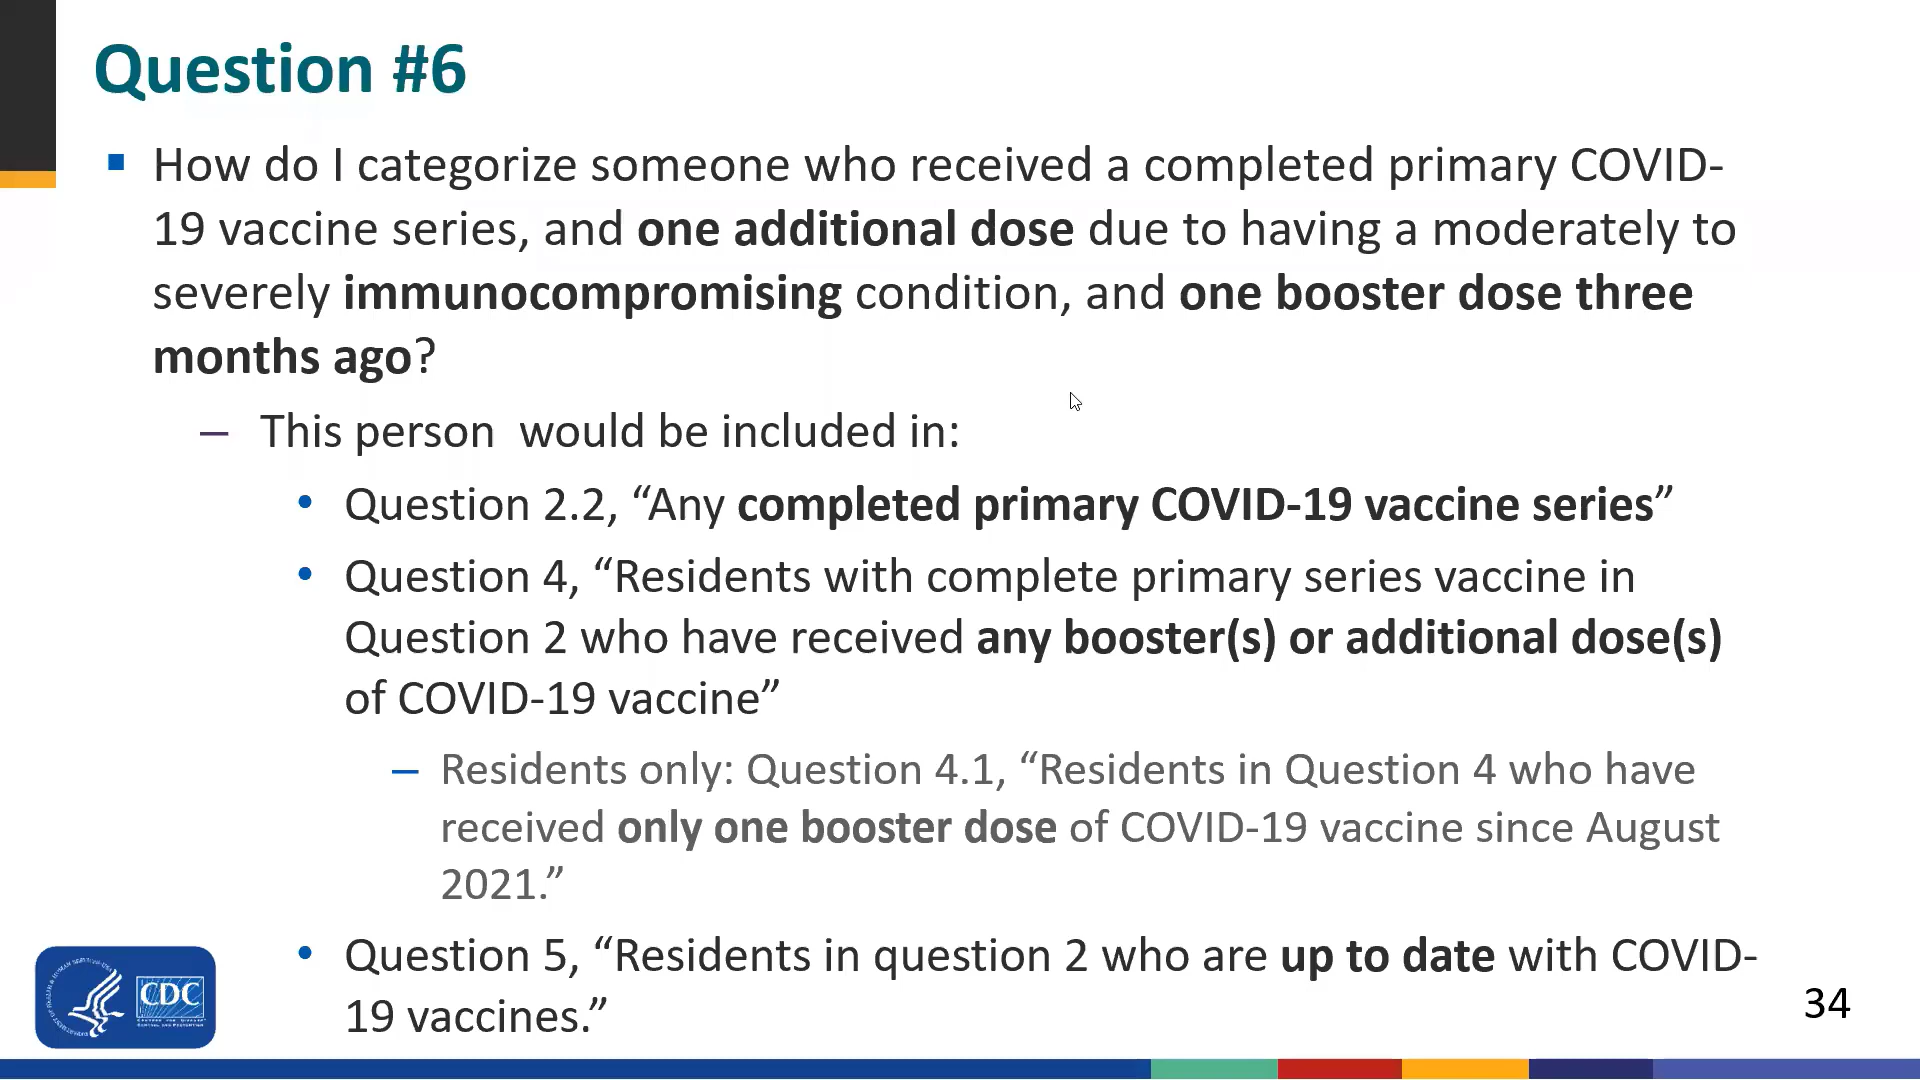 Question #6
How do I categorize someone who received a completed primary COVID-
19 vaccine series, and one additional dose due to having a moderately to
severely immunocompromising condition, and one booster dose three
months ago?
– This person  would be included in:
• Question 2.2, “Any completed primary COVID-19 vaccine series”
• Question 4, “Residents with complete primary series vaccine in
Question 2 who have received any booster(s) or additional dose(s)
of COVID-19 vaccine”
– Residents only: Question 4.1, “Residents in Question 4 who have
received only one booster dose of COVID-19 vaccine since August
2021.”
• Question 5, “Residents in question 2 who are up to date with COVID-
19 vaccines.”
CDC
34